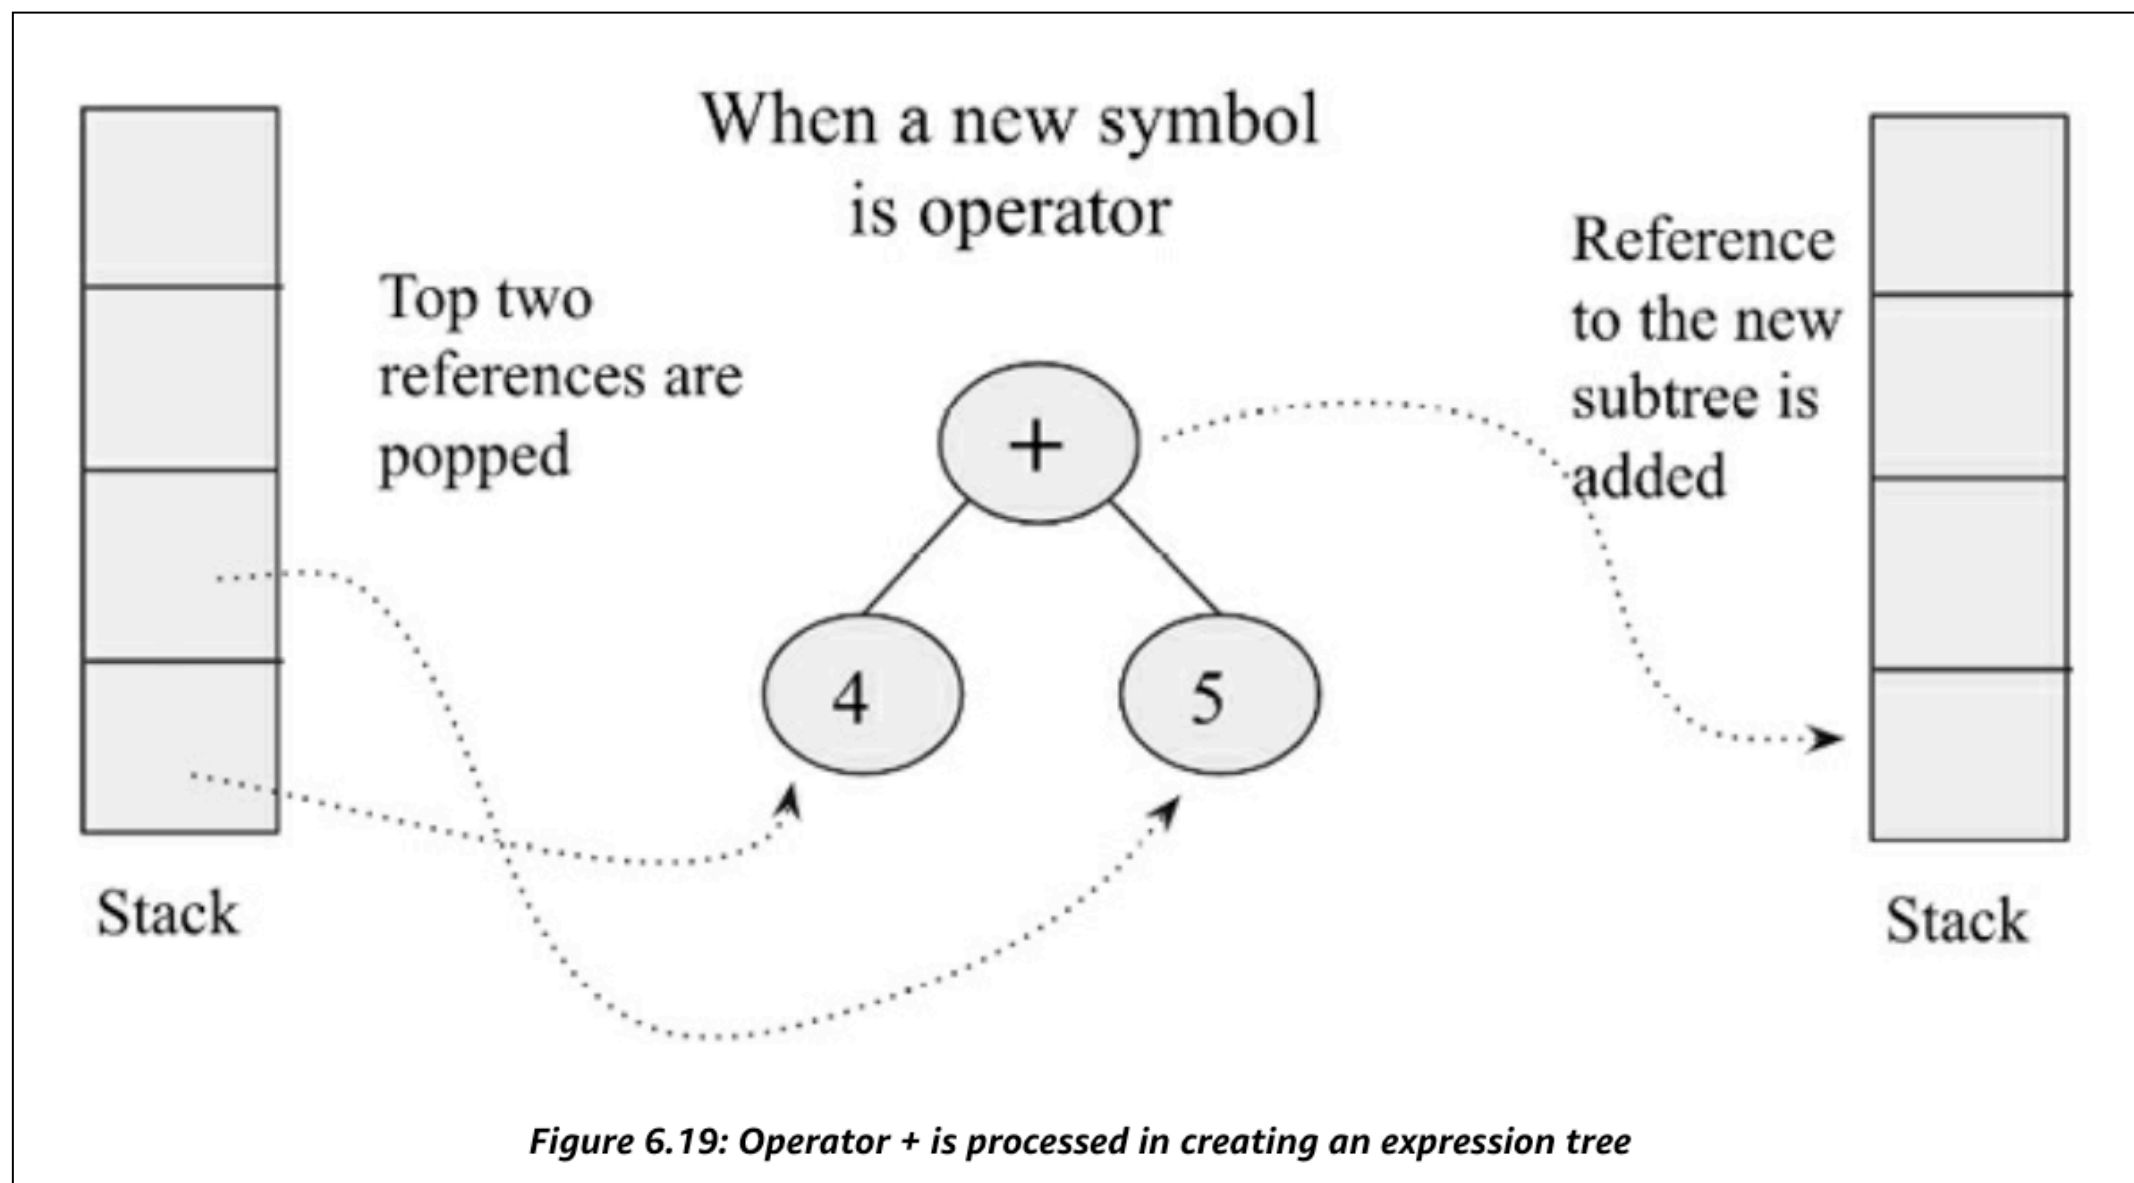 When a new symbol
is operator
Top two
references are
popped
Reference
to the new
subtree is
added
+
4
5
Stack
Stack
Figure 6.19: Operator + is processed in creating an expression tree